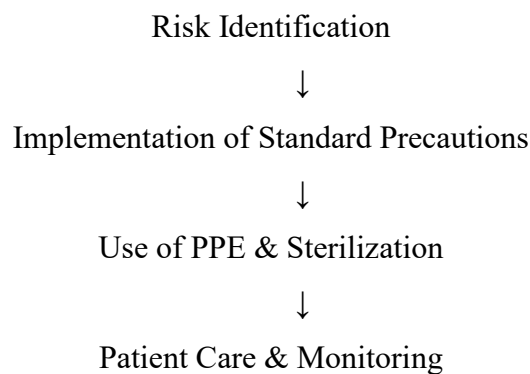 Risk Identification
↓
Implementation of Standard Precautions
↓
Use of PPE & Sterilization
↓
Patient Care & Monitoring